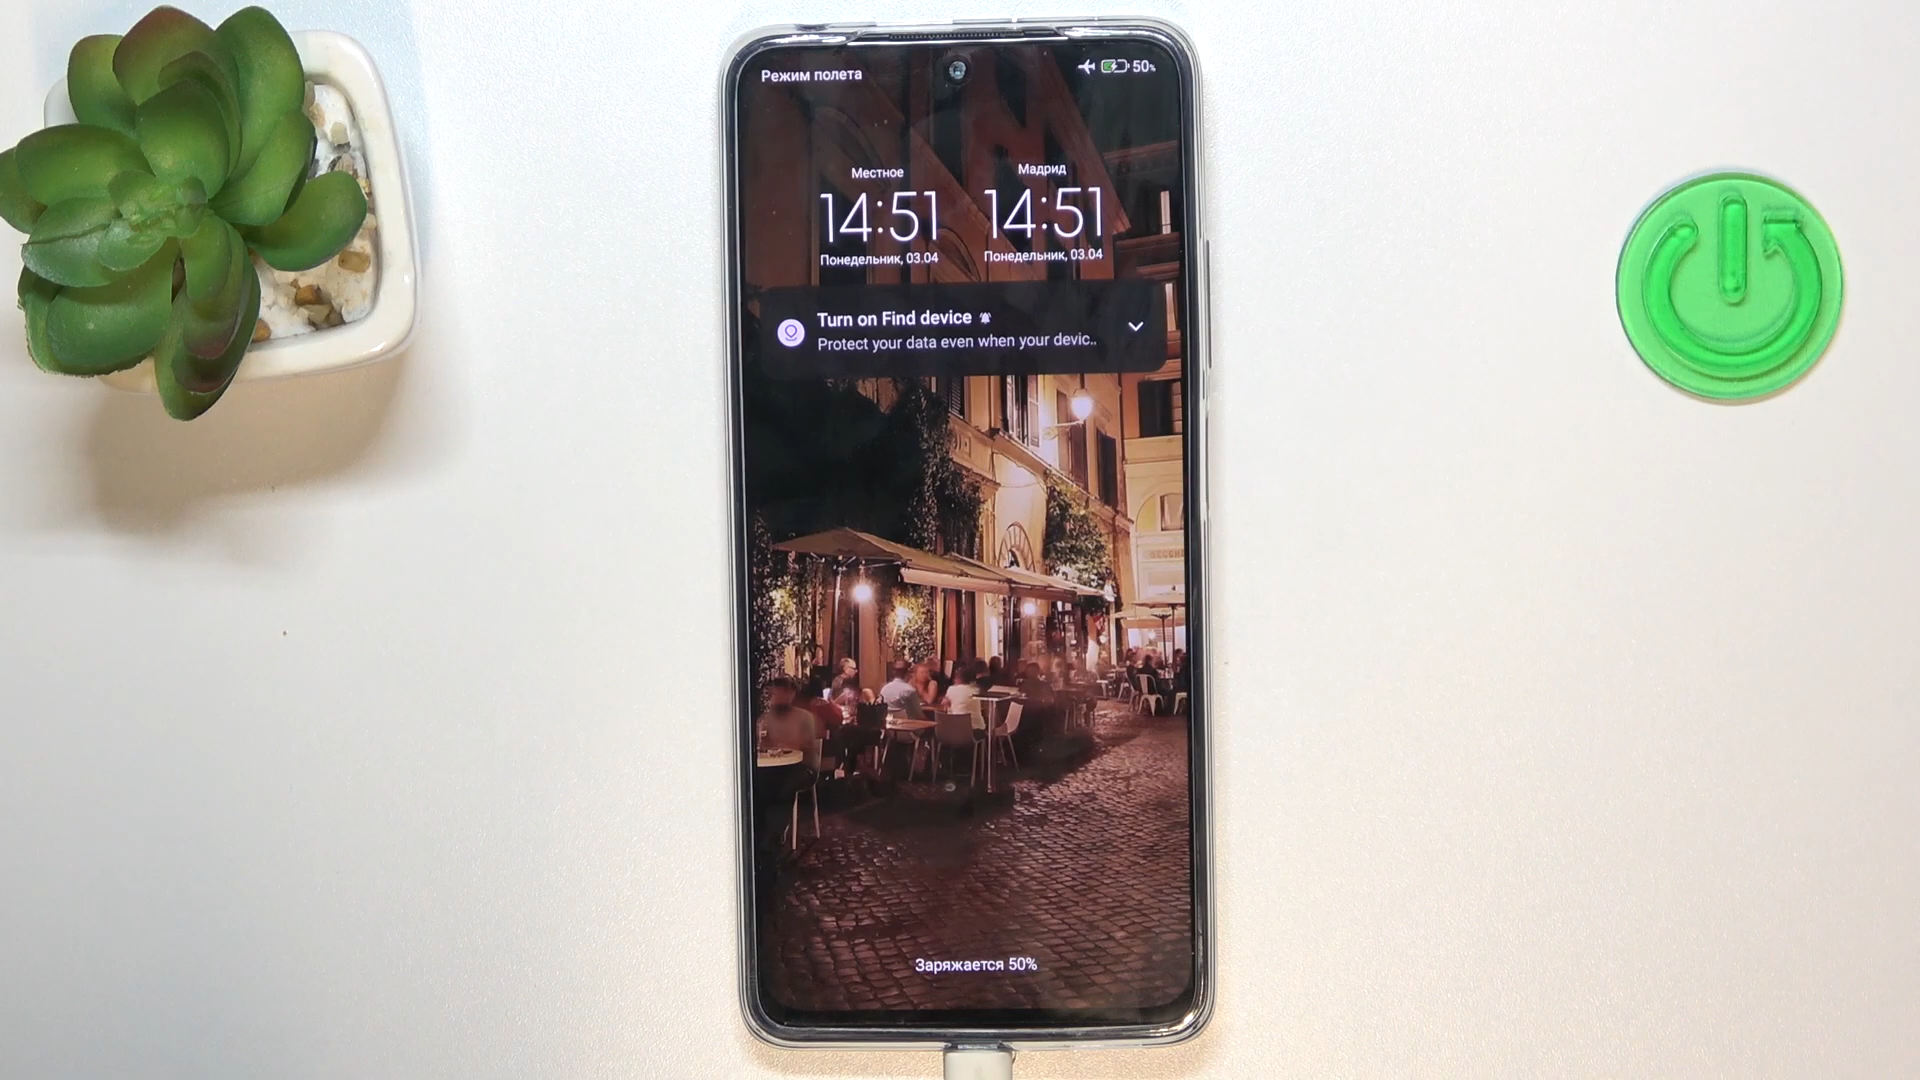 Режим полета
50%
Местное
Мадрид
14:51
14:51
Понедельник, 03.04
Понедельник, 03.04
Turn on Find device
Protect your data even when your devic..
Заряжается 50%